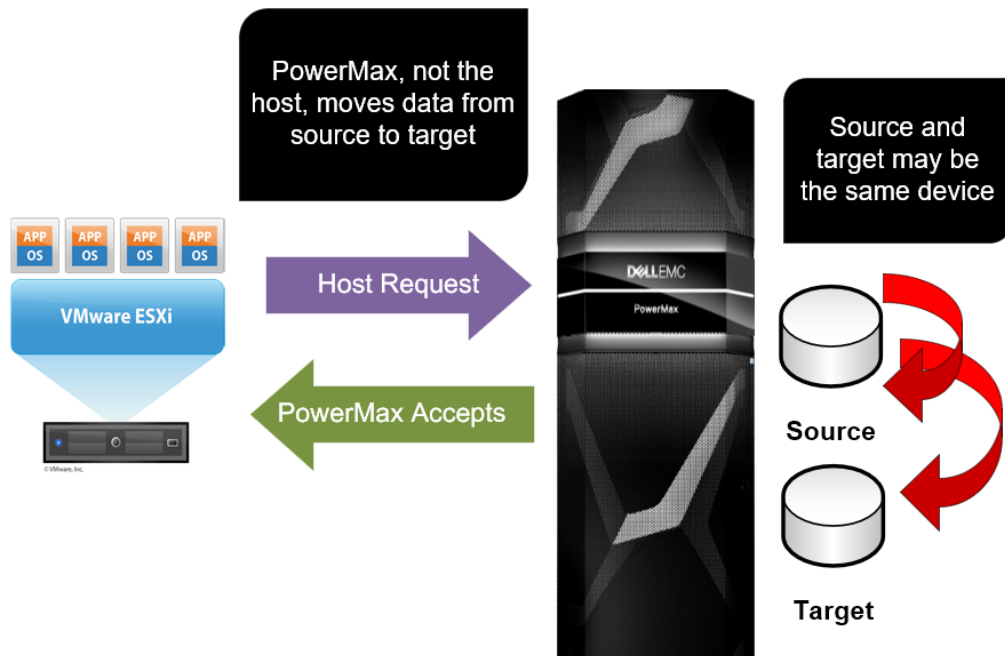 PowerMax, not the
host, moves data from
source to target
Source and
target may be
the same device
APP APP APP APP
OS OS OS OS
VMware ESXi
© VMware, Inc.
Host Request
PowerMax Accepts
DELLEMC
PowerMax
Source
Target